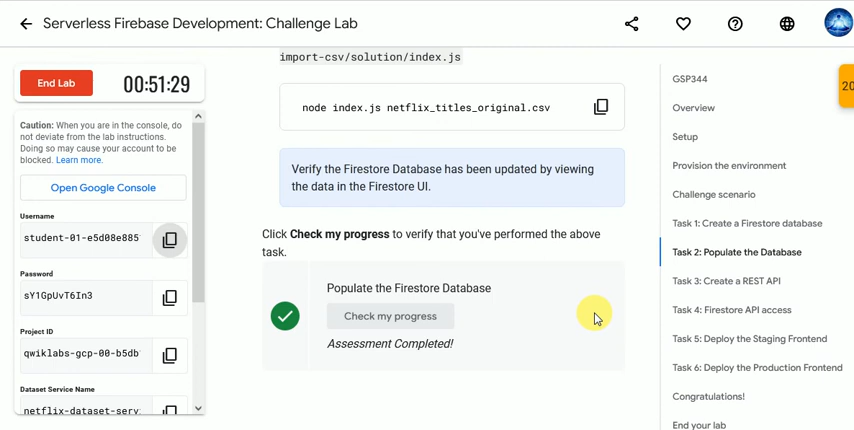 Serverless Firebase Development: Challenge Lab
End Lab
00:51:29
Caution: When you are in the console, do
not deviate from the lab instructions.
Doing so may cause your account to be
blocked. Learn more.
Open Google Console
Username
student-01-e5d08e885
Password
sY1GpUvT6In3
Project ID
qwiklabs-gcp-00-b5db
Dataset Service Name
netflix-dataset-serv
import-csv/solution/index.js
node index.js netflix_titles_original.csv
Verify the Firestore Database has been updated by viewing
the data in the Firestore UI.
Click Check my progress to verify that you've performed the above
task.
Populate the Firestore Database
Check my progress
Assessment Completed!
GSP344
Overview
Setup
Provision the environment
Challenge scenario
Task 1: Create a Firestore database
Task 2: Populate the Database
Task 3: Create a REST API
Task 4: Firestore API access
Task 5: Deploy the Staging Frontend
Task 6: Deploy the Production Frontend
Congratulations!
End your lab
20